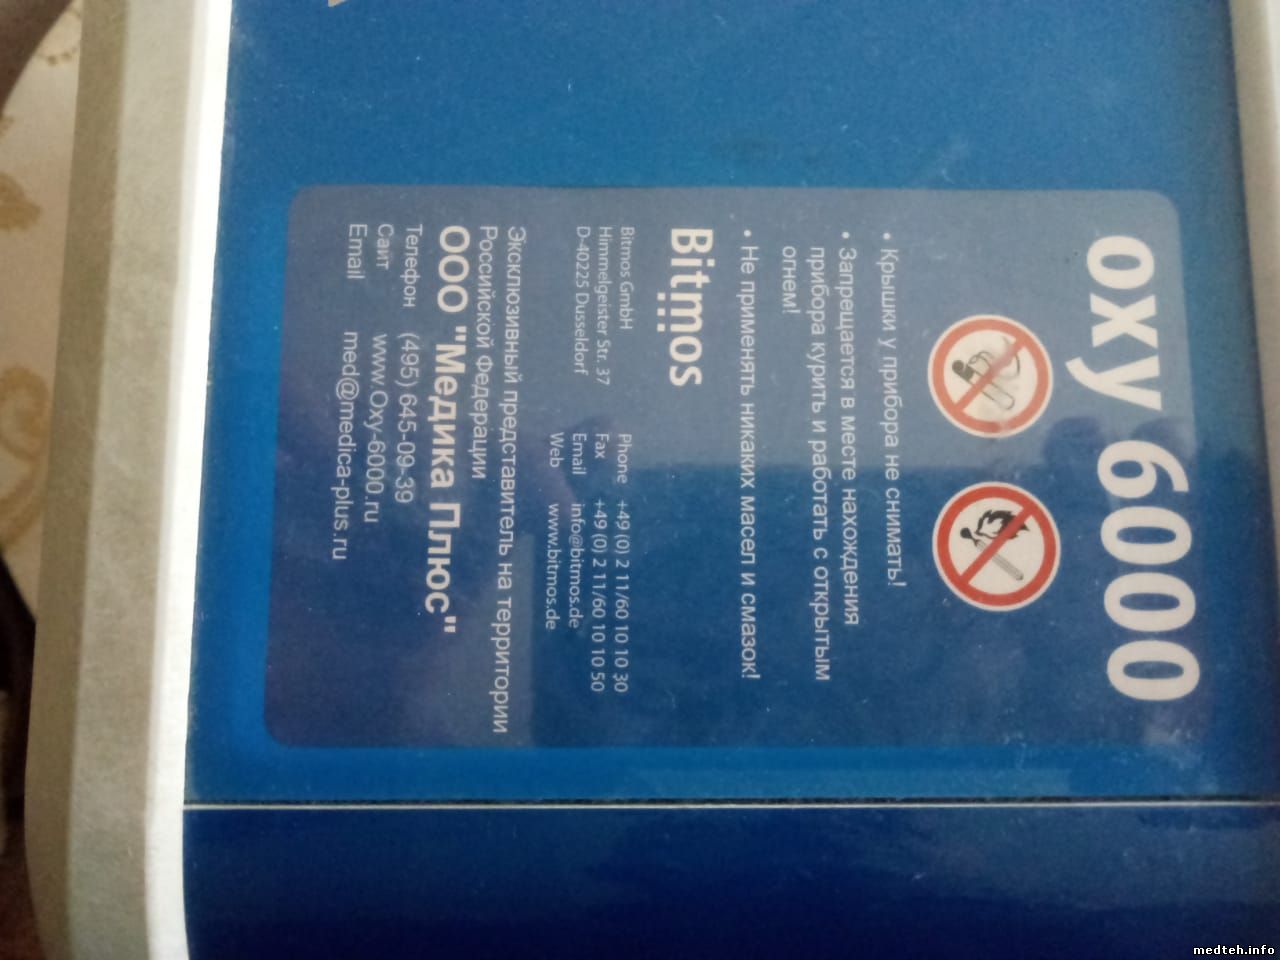 oxy 6000
• Крышки у прибора не снимать!
• Запрещается в месте нахождения
прибора курить и работать с открытым
огнем!
• Не применять никаких масел и смазок!
Bitmos
Bitmos GmbH
Himmelgeister Str. 37
D-40225 Dusseldorf
Phone +49 (0) 2 11/60 10 10 30
Fax +49 (0) 2 11/60 10 10 50
Email info@bitmos.de
Web www.bitmos.de
Эксклюзивный представитель на территории
Российской Федерации
ООО "Медика Плюс"
Телефон (495) 645-09-39
Сайт www.Oxy-6000.ru
Email med@medica-plus.ru
medteh.info